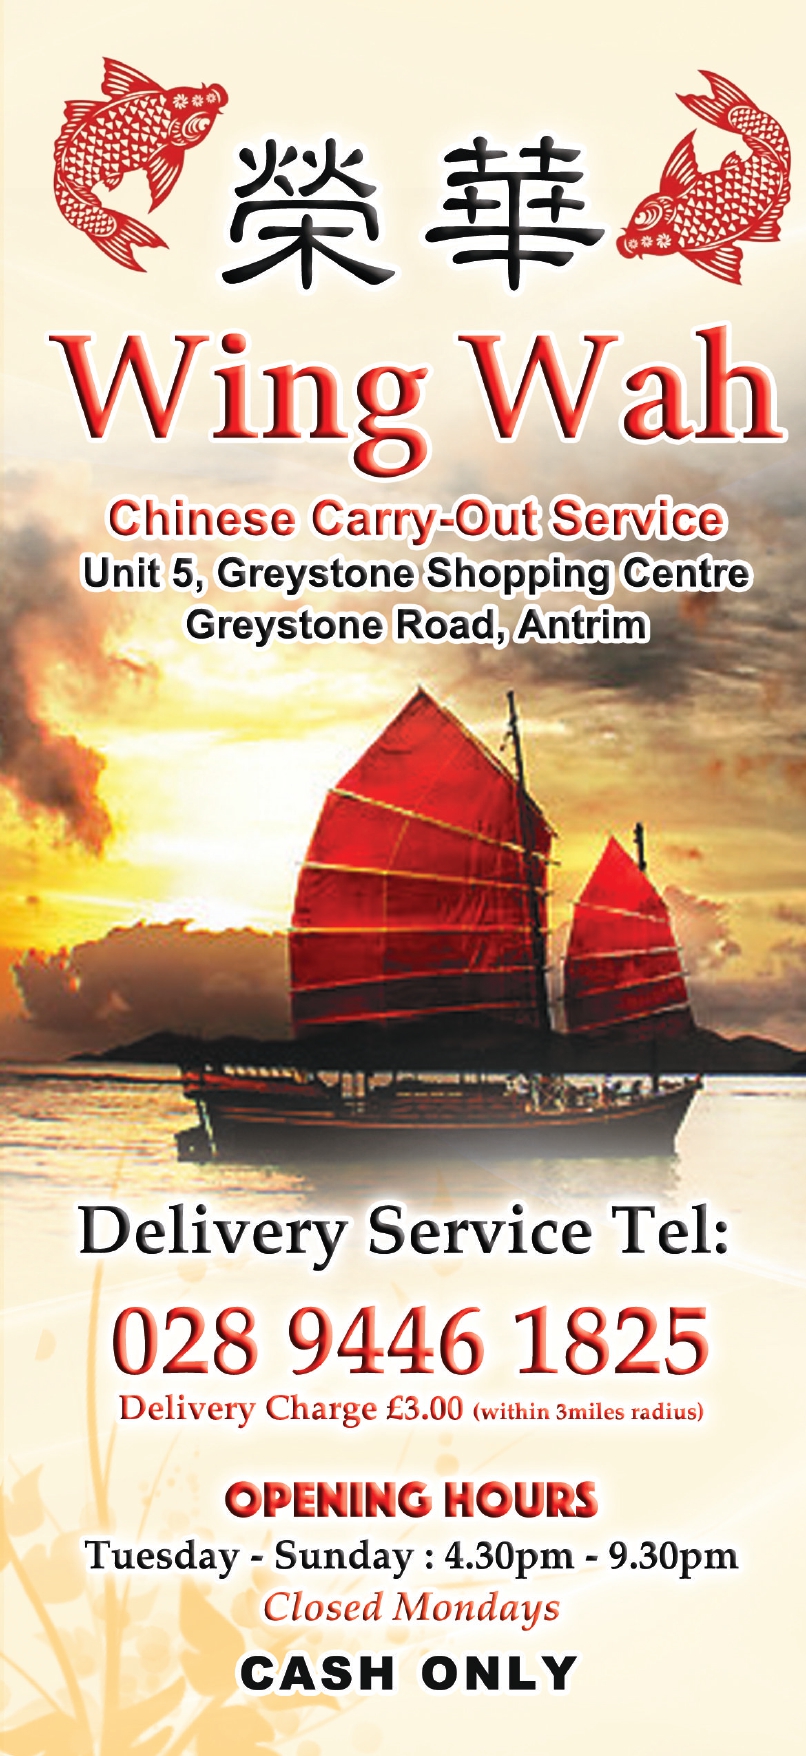 榮華
Wing Wah
Chinese Carry-Out Service
Unit 5, Greystone Shopping Centre
Greystone Road, Antrim
Delivery Service Tel:
028 9446 1825
Delivery Charge £3.00 (within 3miles radius)
OPENING HOURS
Tuesday - Sunday : 4.30pm - 9.30pm
Closed Mondays
CASH ONLY